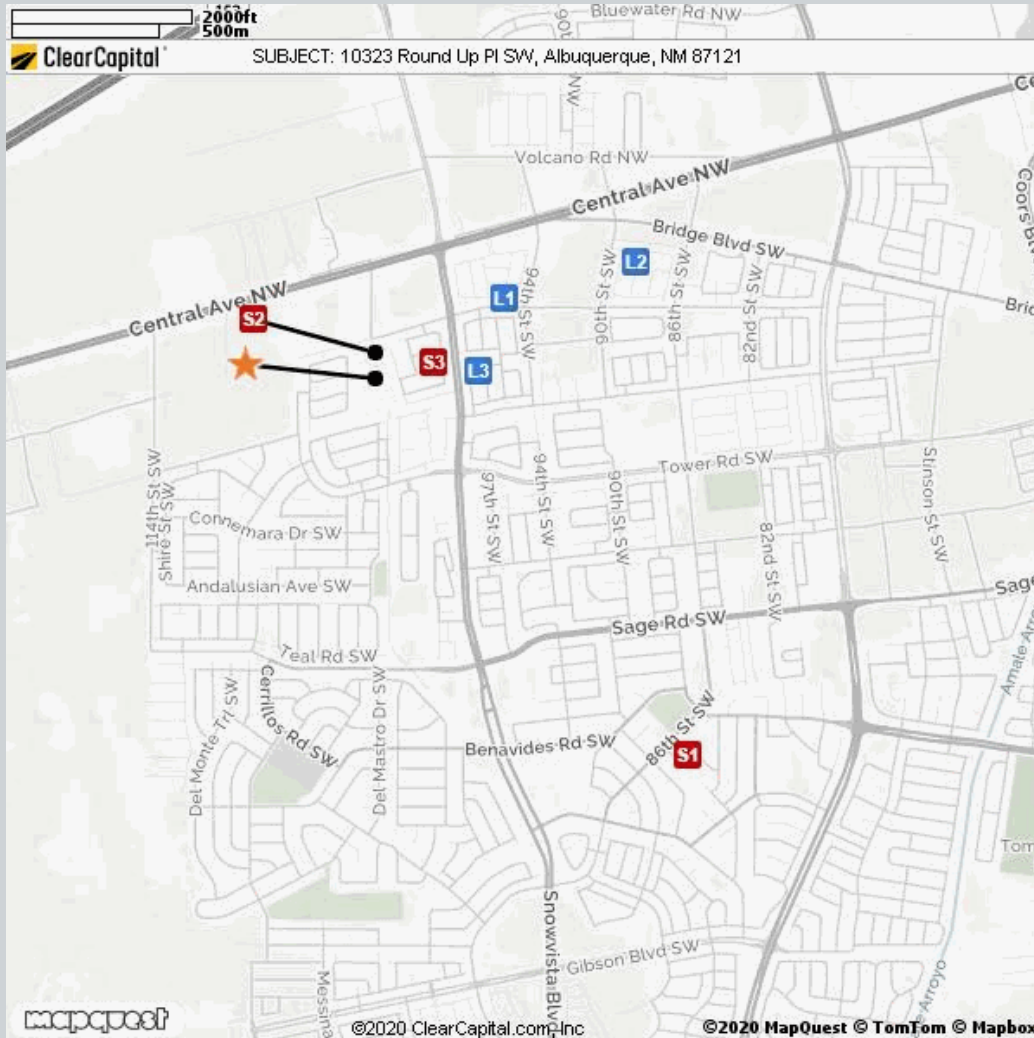 2000ft
500m
ClearCapital
SUBJECT: 10323 Round Up Pl SW, Albuquerque, NM 87121
Bluewater Rd NW
Volcano Rd NW
Central Ave NW
Bridge Blvd SW
L2
L1
94th St SW
90th St SW
86th St SW
82nd St SW
Central Ave NW
S2
S3
L3
Tower Rd SW
114th St SW
Shire St SW
97th St SW
94th St SW
90th St SW
82nd St SW
Stinson St SW
Connemara Dr SW
Andalusian Ave SW
Sage Rd SW
Sage
Teal Rd SW
Cerrillos Rd SW
Del Monte Trl SW
Del Mastro Dr SW
Benavides Rd SW
86th St SW
S1
Snowvista Blvd
Gibson Blvd SW
Messina
Tom
Arroyo
mapquest
©2020 ClearCapital.com, Inc
©2020 MapQuest © TomTom © Mapbox